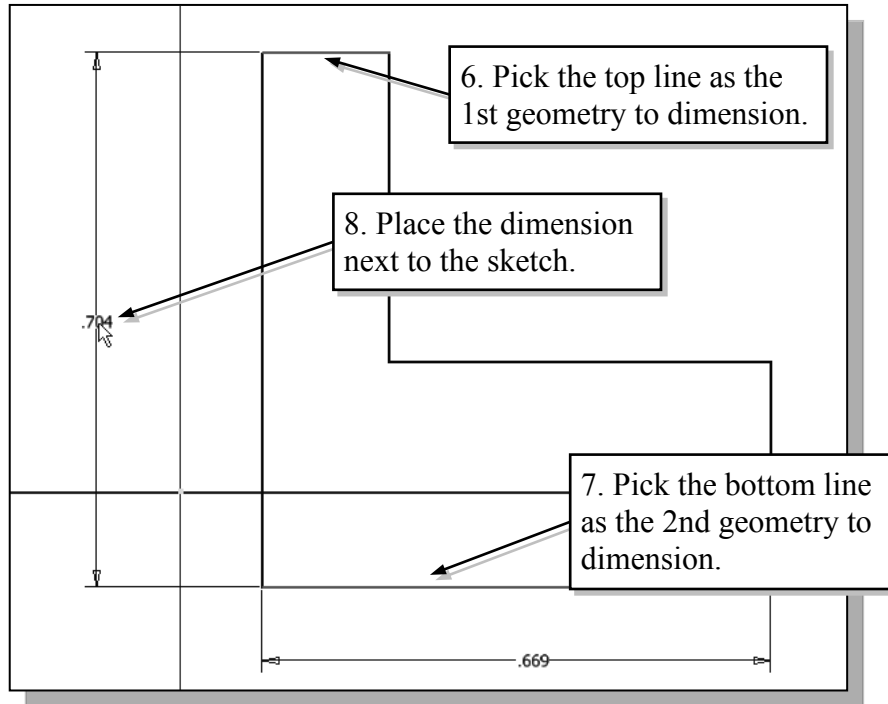 6. Pick the top line as the
1st geometry to dimension.
8. Place the dimension
next to the sketch.
.704
7. Pick the bottom line
as the 2nd geometry to
dimension.
.669